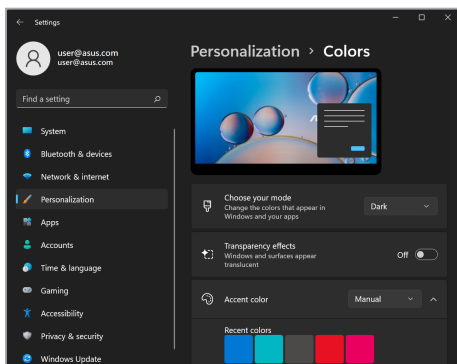 Settings
user@asus.com
user@asus.com
Find a setting
System
Bluetooth & devices
Network & internet
Personalization
Apps
Accounts
Time & language
Gaming
Accessibility
Privacy & security
Windows Update
Personalization > Colors
Choose your mode
Change the colors that appear in
Windows and your apps
Dark
Transparency effects
Windows and surfaces appear
translucent
Off
Accent color
Manual
Recent colors